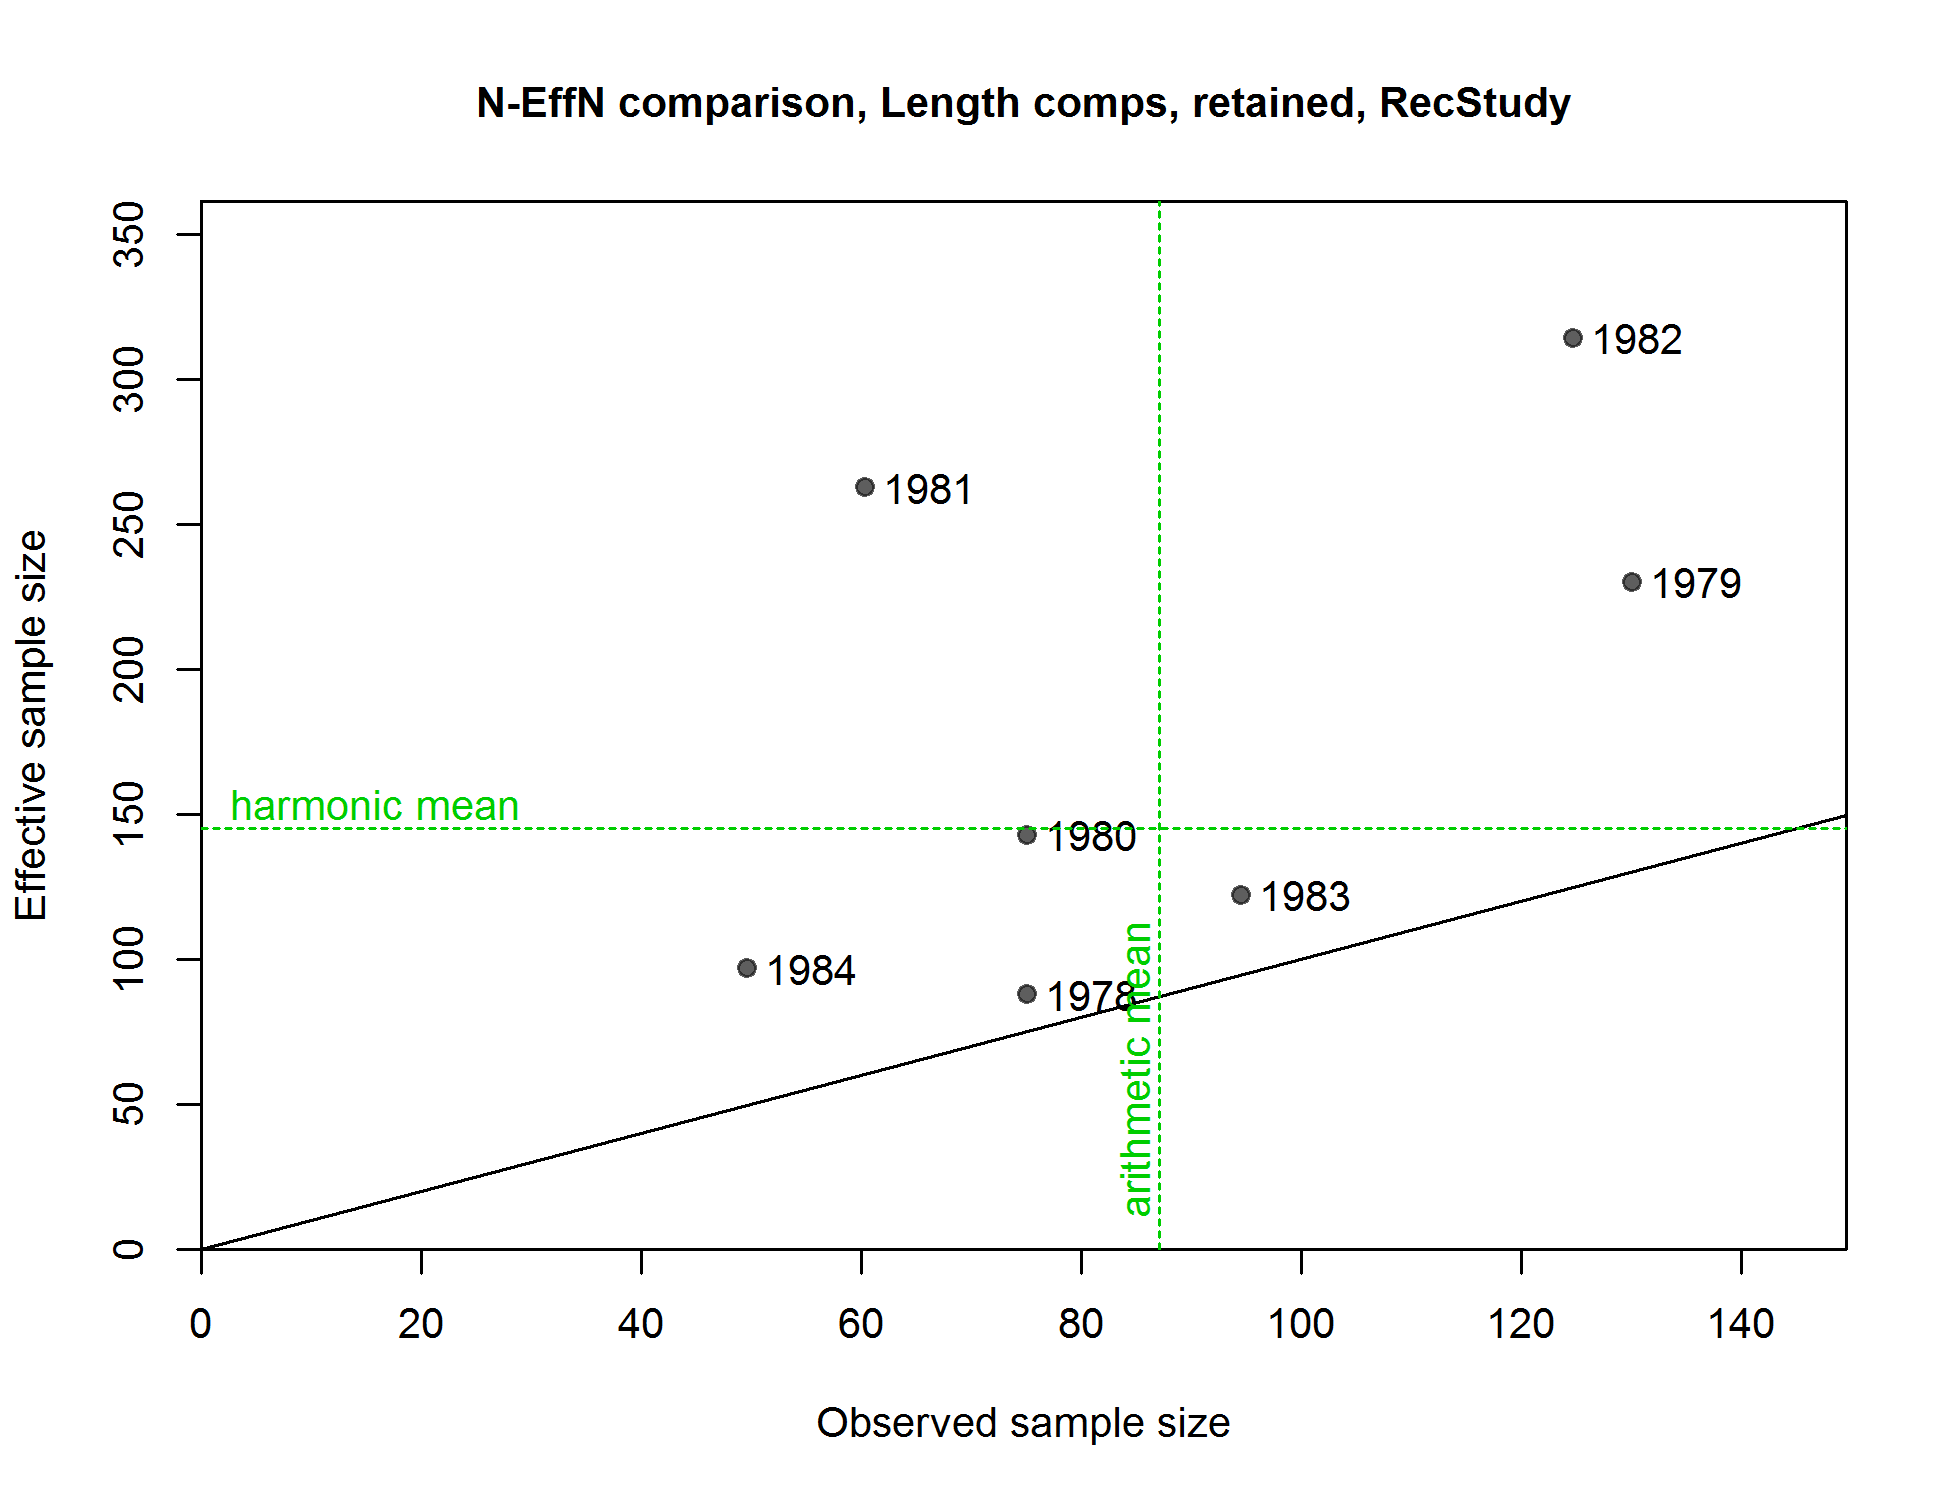 N-EffN comparison, Length comps, retained, RecStudy
Effective sample size
350
300
250
200
150
100
50
0
1982
1981
1979
harmonic mean
1980
1983
1984
1978
arithmetic mean
0 20 40 60 80 100 120 140
Observed sample size